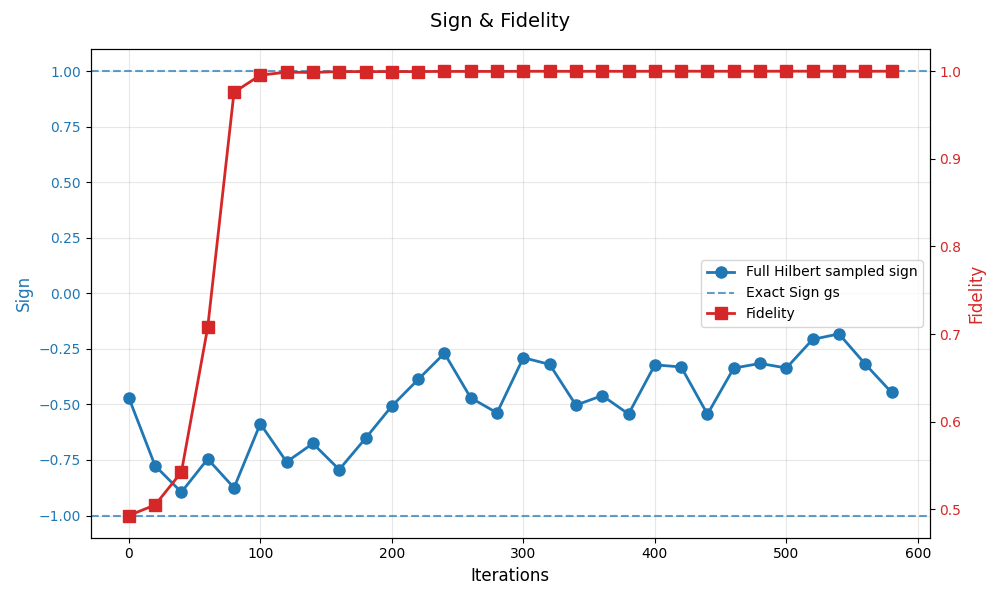 Sign & Fidelity
1.00
0.75
0.50
0.25
0.00
−0.25
−0.50
−0.75
−1.00
Sign
1.0
0.9
0.8
0.7
0.6
0.5
Fidelity
Full Hilbert sampled sign
Exact Sign gs
Fidelity
0 100 200 300 400 500 600
Iterations